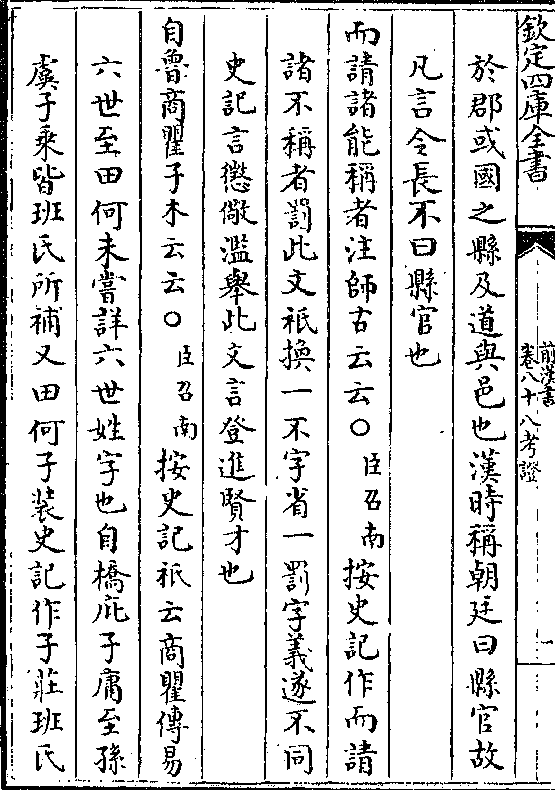 欽定四庫全書
前漢書
卷八十八考證
一
於郡或國之縣及道與邑也漢時稱朝廷曰縣官故
凡言令長不曰縣官也
而請諸能稱者注師古云云○臣召南按史記作而請
諸不稱者罰此文祇換一不字省一罰字義遂不同
史記言懲儆濫舉此文言登進賢才也
自魯商瞿子木云云○臣召南按史記祇云商瞿傳易
六世至田何未嘗詳六世姓字也自橋庇子庸至孫
虞子乘皆班氏所補又田何子裝史記作子莊班氏